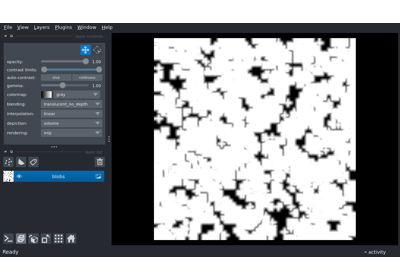 File View Layers Plugins Window Help
opacity: 1.00
contrast limits:
auto-contrast: once continuous
gamma: 1.00
colormap: gray
blending: translucent_no_depth
interpolation: linear
depiction: volume
rendering: mip
blobs
Ready
activity